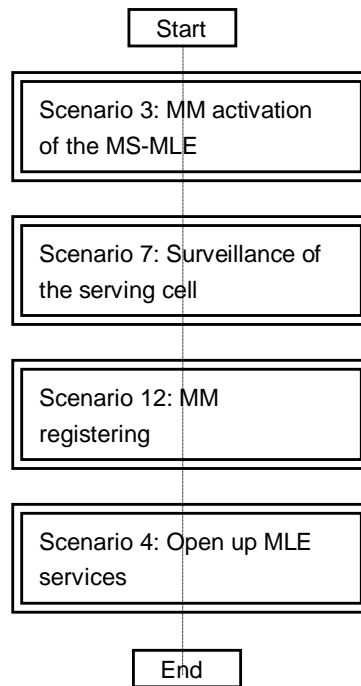 Start
Scenario 3: MM activation
of the MS-MLE
Scenario 7: Surveillance of
the serving cell
Scenario 12: MM
registering
Scenario 4: Open up MLE
services
End